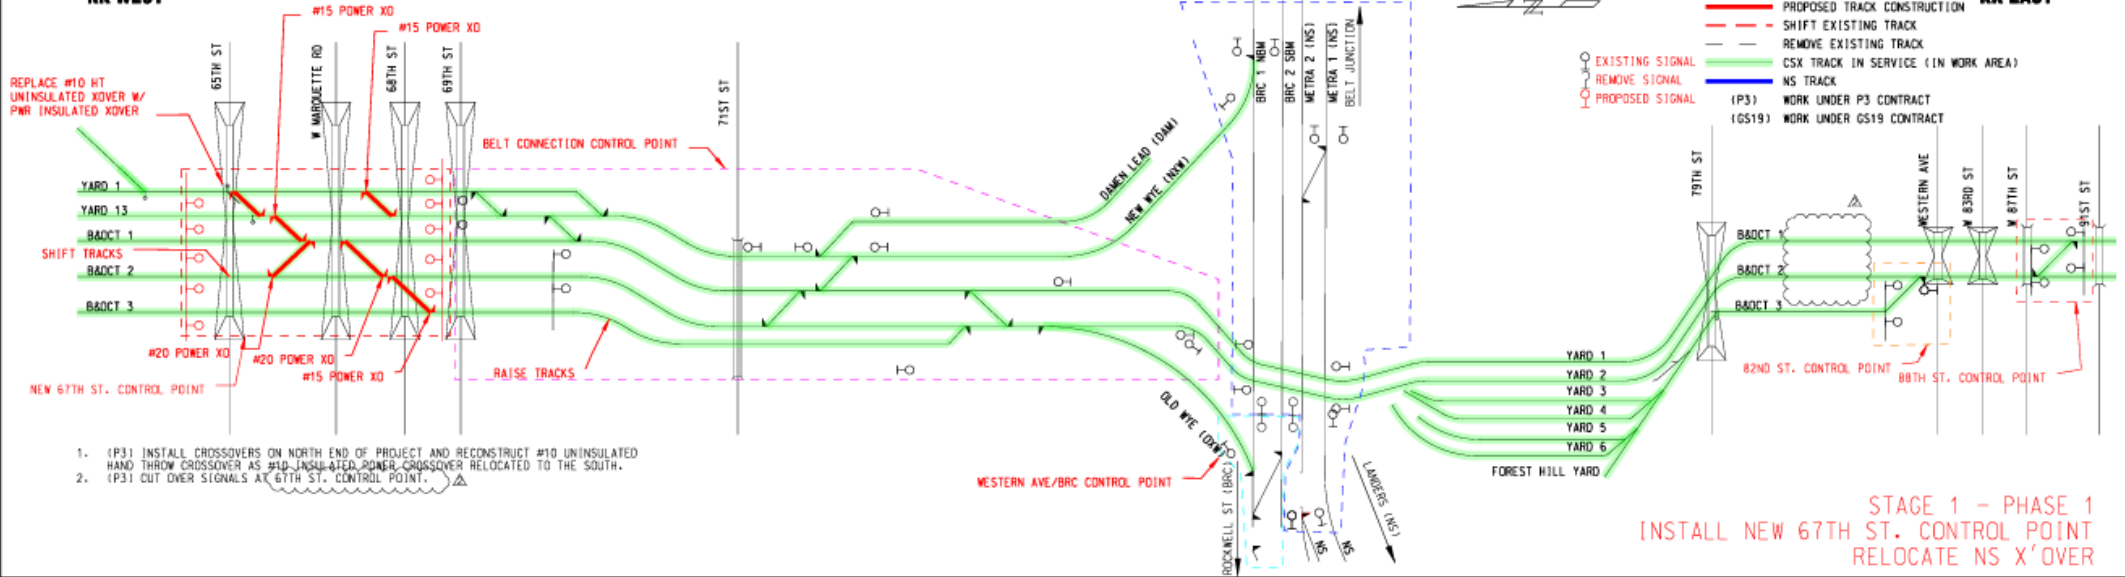 #15 POWER XO
#15 POWER XO
REPLACE #10 HT
UNINSULATED XOVER W/
PWR INSULATED XOVER
65TH ST
W MARQUETTE RD
68TH ST
69TH ST
71ST ST
BELT CONNECTION CONTROL POINT
YARD 1
YARD 13
B&OCT 1
SHIFT TRACKS
B&OCT 2
B&OCT 3
#20 POWER XO
#20 POWER XO
#15 POWER XO
NEW 67TH ST. CONTROL POINT
RAISE TRACKS
DAMEN LEAD (DAM)
NEW WYE (NXW)
OLD WYE (OXW)
BRC 1 NBM
BRC 2 SBM
METRA 2 (NS)
METRA 1 (NS)
BELT JUNCTION
WESTERN AVE/BRC CONTROL POINT
ROCKWELL ST (BRC)
NS
NS
LANDERS (NS)
N
EXISTING SIGNAL
REMOVE SIGNAL
PROPOSED SIGNAL
PROPOSED TRACK CONSTRUCTION
SHIFT EXISTING TRACK
REMOVE EXISTING TRACK
CSX TRACK IN SERVICE (IN WORK AREA)
NS TRACK
(P3) WORK UNDER P3 CONTRACT
(GS19) WORK UNDER GS19 CONTRACT
79TH ST
WESTERN AVE
W 83RD ST
W 87TH ST
91ST ST
B&OCT 1
B&OCT 2
B&OCT 3
82ND ST. CONTROL POINT
88TH ST. CONTROL POINT
YARD 1
YARD 2
YARD 3
YARD 4
YARD 5
YARD 6
FOREST HILL YARD
1. (P3) INSTALL CROSSOVERS ON NORTH END OF PROJECT AND RECONSTRUCT #10 UNINSULATED
HAND THROW CROSSOVER AS #10 INSULATED POWER CROSSOVER RELOCATED TO THE SOUTH.
2. (P3) CUT OVER SIGNALS AT 67TH ST. CONTROL POINT.
STAGE 1 - PHASE 1
INSTALL NEW 67TH ST. CONTROL POINT
RELOCATE NS X'OVER